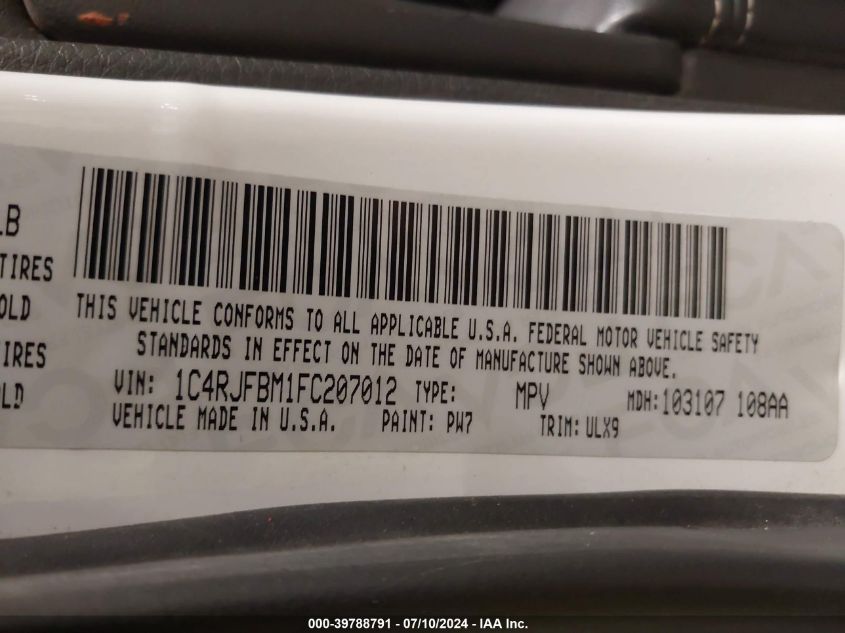 LB
TIRES
OLD
IRES
LD
THIS VEHICLE CONFORMS TO ALL APPLICABLE U.S.A. FEDERAL MOTOR VEHICLE SAFETY
STANDARDS IN EFFECT ON THE DATE OF MANUFACTURE SHOWN ABOVE.
VIN: 1C4RJFBM1FC207012 TYPE: MPV MDH:103107 108AA
VEHICLE MADE IN U.S.A. PAINT: PW7 TRIM: ULX9
000-39788791 - 07/10/2024 - IAA Inc.